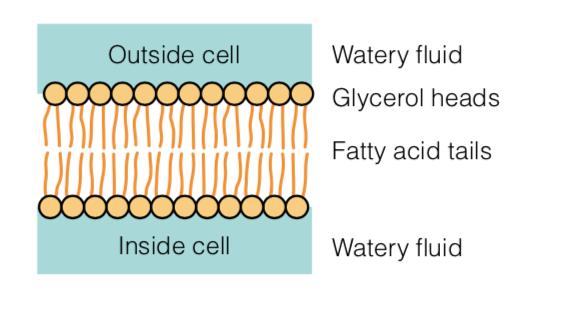 Outside cell
Watery fluid
Glycerol heads
Fatty acid tails
Inside cell
Watery fluid